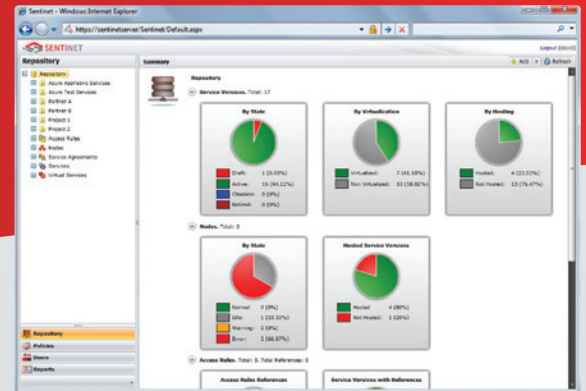 Sentinet - Windows Internet Explorer
https://sentinetserver/Sentinet/Default.aspx
SENTINET
Logout
Repository
Summary
Add
Refresh
Repository
Azure AppFabric Services
Azure Test Services
Partner A
Partner B
Project 1
Project 2
Access Rules
Nodes
Service Agreements
Services
Virtual Services
Repository
Service Versions. Total: 17
By State
Draft: 1 (5.88%)
Active: 16 (94.12%)
Obsolete: 0 (0%)
Retired: 0 (0%)
By Virtualization
Virtualized: 7 (41.18%)
Non Virtualized: 10 (58.82%)
By Hosting
Hosted: 4 (23.53%)
Not Hosted: 13 (76.47%)
Nodes. Total: 3
By State
Normal: 0 (0%)
Idle: 1 (33.33%)
Warning: 0 (0%)
Error: 2 (66.67%)
Hosted Service Versions
Hosted: 4 (80%)
Not Hosted: 1 (20%)
Access Rules. Total: 5. Total References: 5
Access Rules References
Service Versions with References
Repository
Policies
Users
Reports